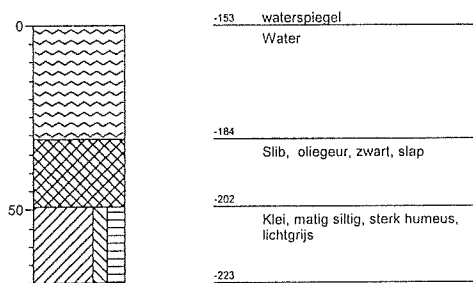 0
-153 waterspiegel
Water
-184
Slib, oliegeur, zwart, slap
-202
50
Klei, matig siltig, sterk humeus,
lichtgrijs
-223